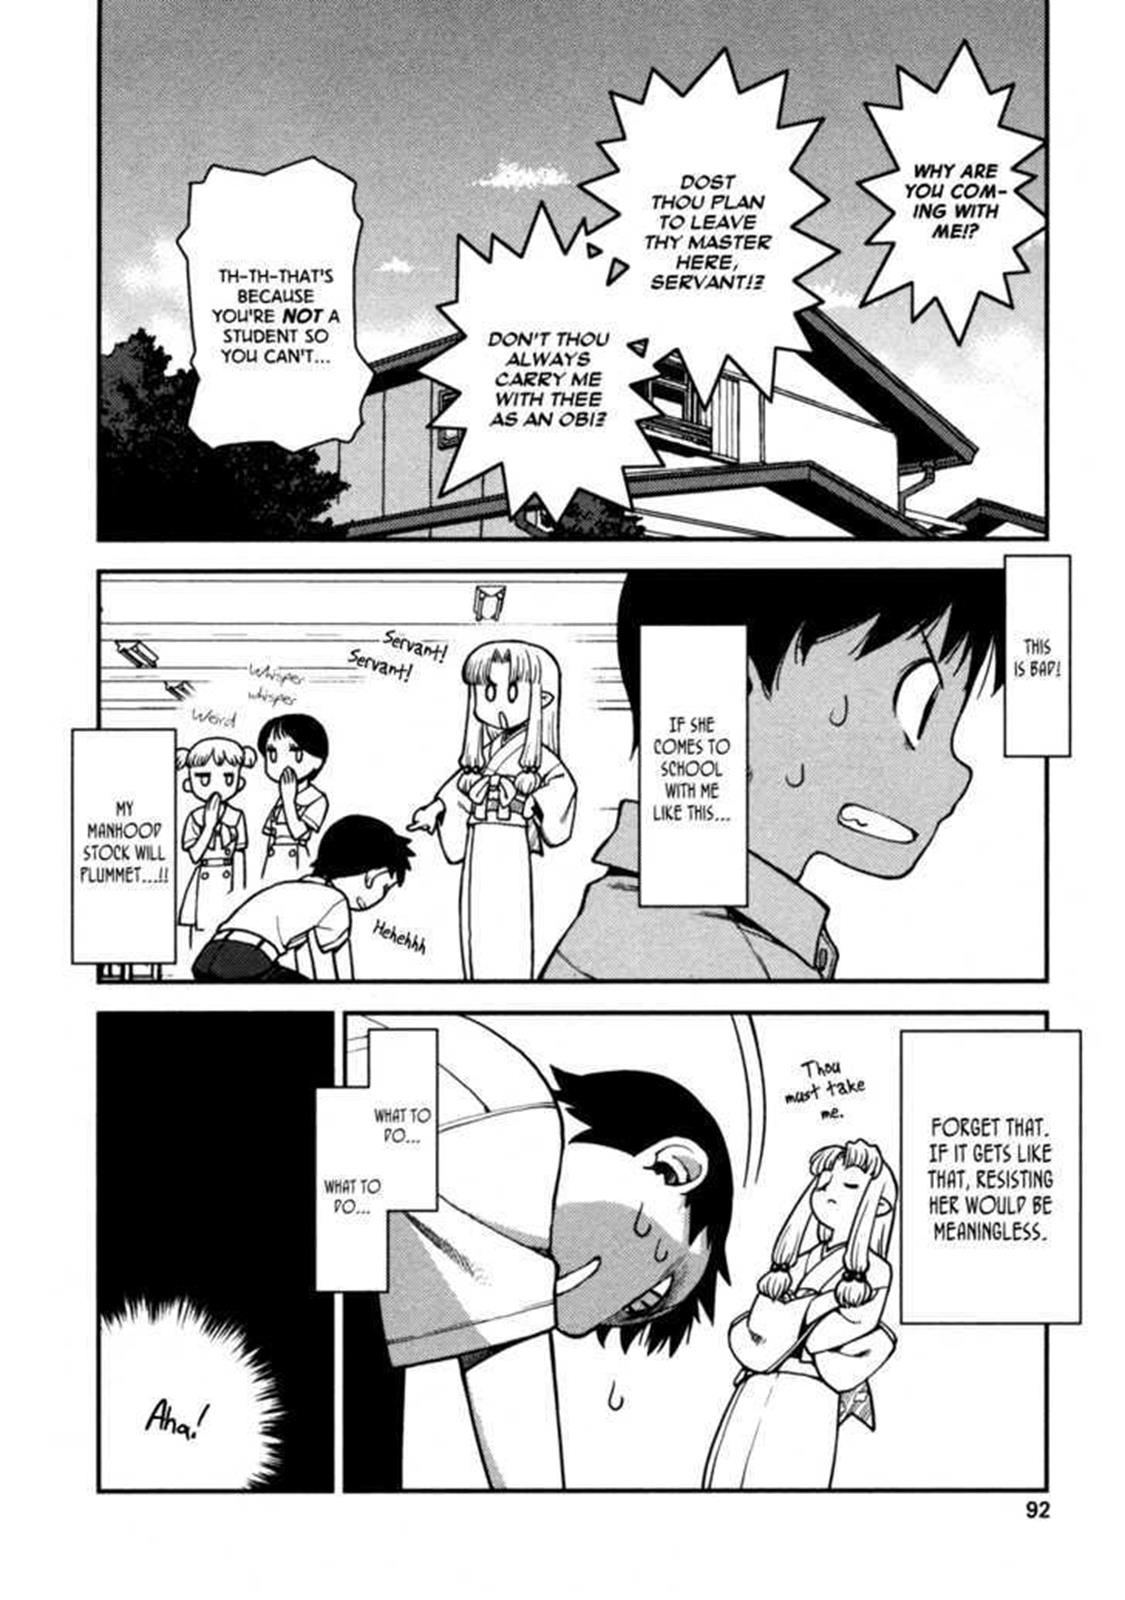 WHY ARE
YOU COM-
ING WITH
ME!?
DOST
THOU PLAN
TO LEAVE
THY MASTER
HERE,
SERVANT!?
DON'T THOU
ALWAYS
CARRY ME
WITH THEE
AS AN OBI?
TH-TH-THAT'S
BECAUSE
YOU'RE NOT A
STUDENT SO
YOU CAN'T...
THIS
IS BAD!
IF SHE
COMES TO
SCHOOL
WITH ME
LIKE THIS...
Servant!
Servant!
Whisper
whisper
Weird
Hehehhh
MY
MANHOOD
STOCK WILL
PLUMMET...!!
FORGET THAT.
IF IT GETS LIKE
THAT, RESISTING
HER WOULD BE
MEANINGLESS.
Thou
must take
me.
WHAT TO
DO...
WHAT TO
DO...
Aha!
92